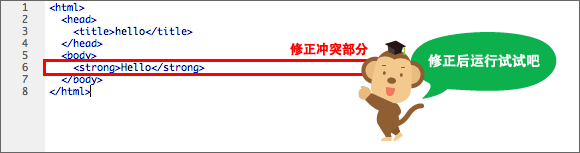 1 <html>
2   <head>
3     <title>hello</title>
4   </head>
5   <body>
6     <strong>Hello</strong>
7   </body>
8 </html>
修正冲突部分
修正后运行试试吧